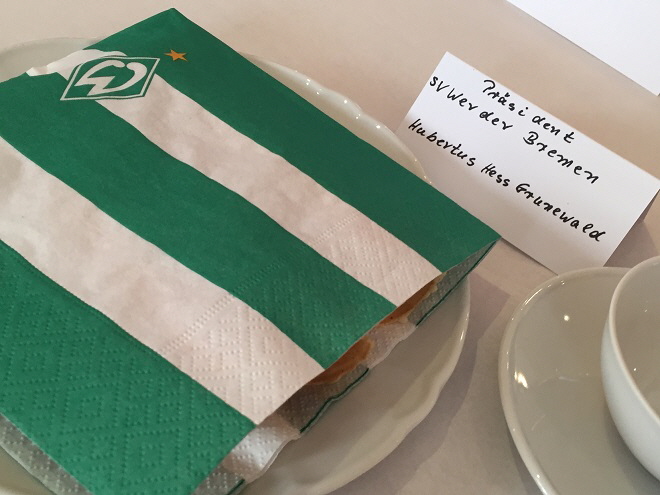 W
Präsident
SV Werder Bremen
Hubertus Hess Grunewald